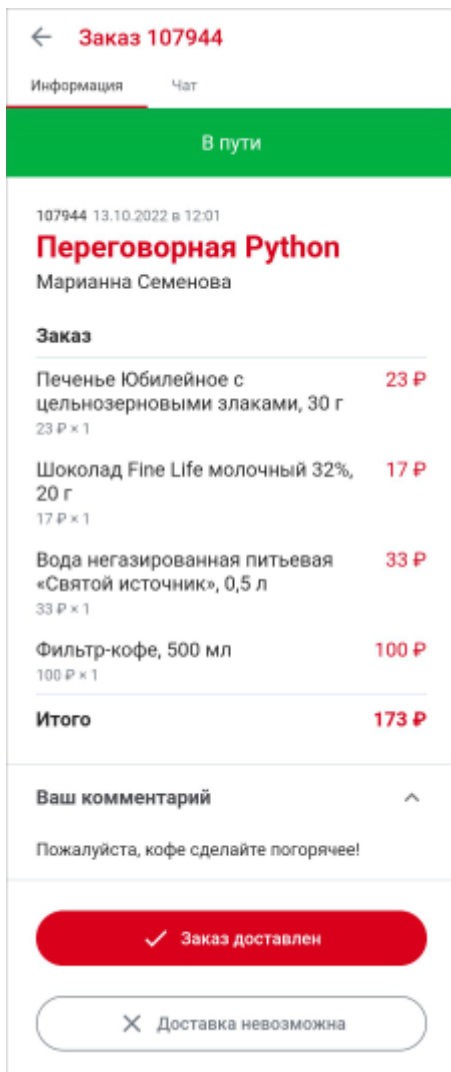 Заказ 107944
Информация Чат
В пути
107944 13.10.2022 в 12:01
Переговорная Python
Марианна Семенова
Заказ
Печенье Юбилейное с 23 ₽
цельнозерновыми злаками, 30 г
23 ₽ × 1
Шоколад Fine Life молочный 32%, 17 ₽
20 г
17 ₽ × 1
Вода негазированная питьевая 33 ₽
«Святой источник», 0,5 л
33 ₽ × 1
Фильтр-кофе, 500 мл 100 ₽
100 ₽ × 1
Итого 173 ₽
Ваш комментарий
Пожалуйста, кофе сделайте погорячее!
Заказ доставлен
Доставка невозможна